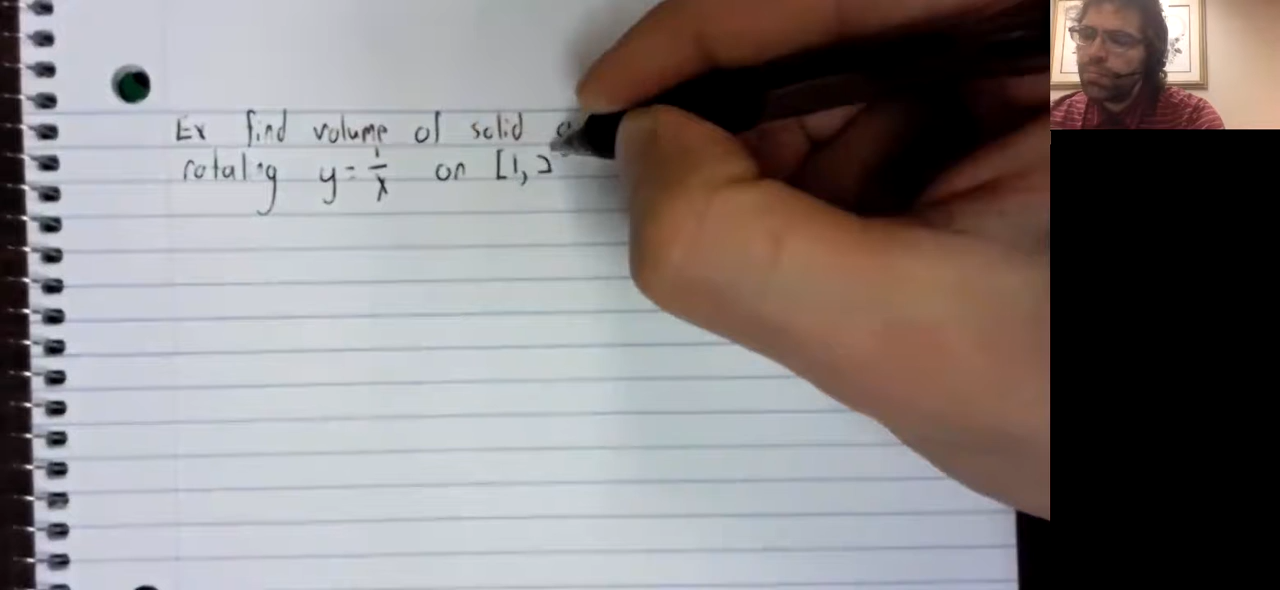 Ex find volume of solid
rotating y = 1/x on [1,